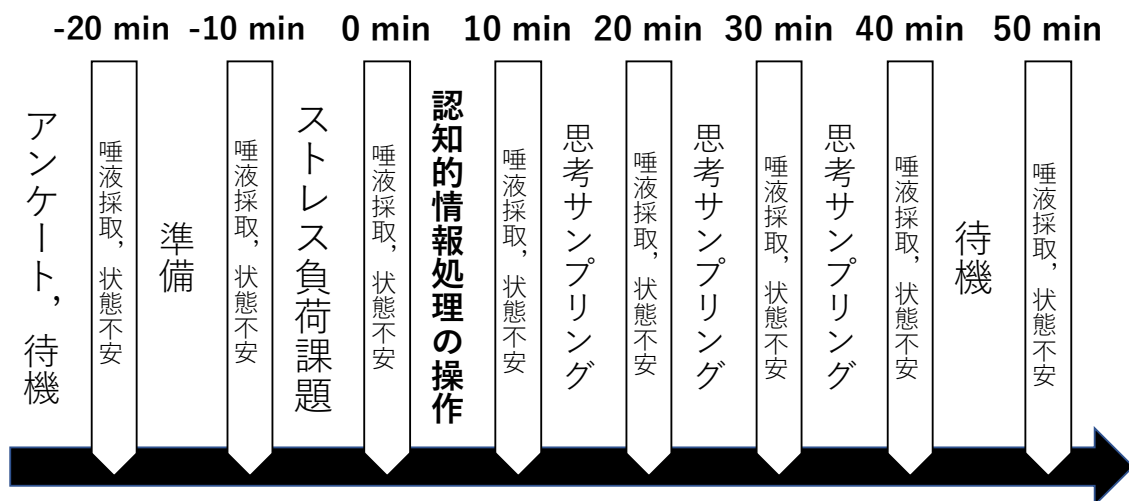 -20 min -10 min 0 min 10 min 20 min 30 min 40 min 50 min
アンケート，待機
唾液採取，状態不安
準備
唾液採取，状態不安
ストレス負荷課題
唾液採取，状態不安
認知的情報処理の操作
唾液採取，状態不安
思考サンプリング
唾液採取，状態不安
思考サンプリング
唾液採取，状態不安
思考サンプリング
唾液採取，状態不安
待機
唾液採取，状態不安